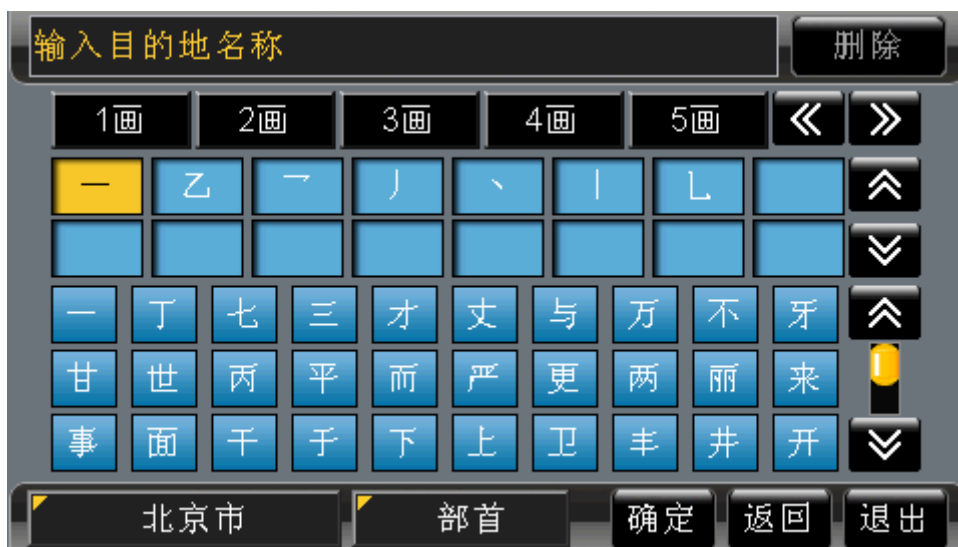 输入目的地名称 删除
1画 2画 3画 4画 5画
一 乙 乛 丿 丶 丨 乚
一 丁 七 三 才 丈 与 万 不 牙
甘 世 丙 平 而 严 更 两 丽 来
事 面 干 于 下 上 卫 丰 井 开
北京市 部首 确定 返回 退出